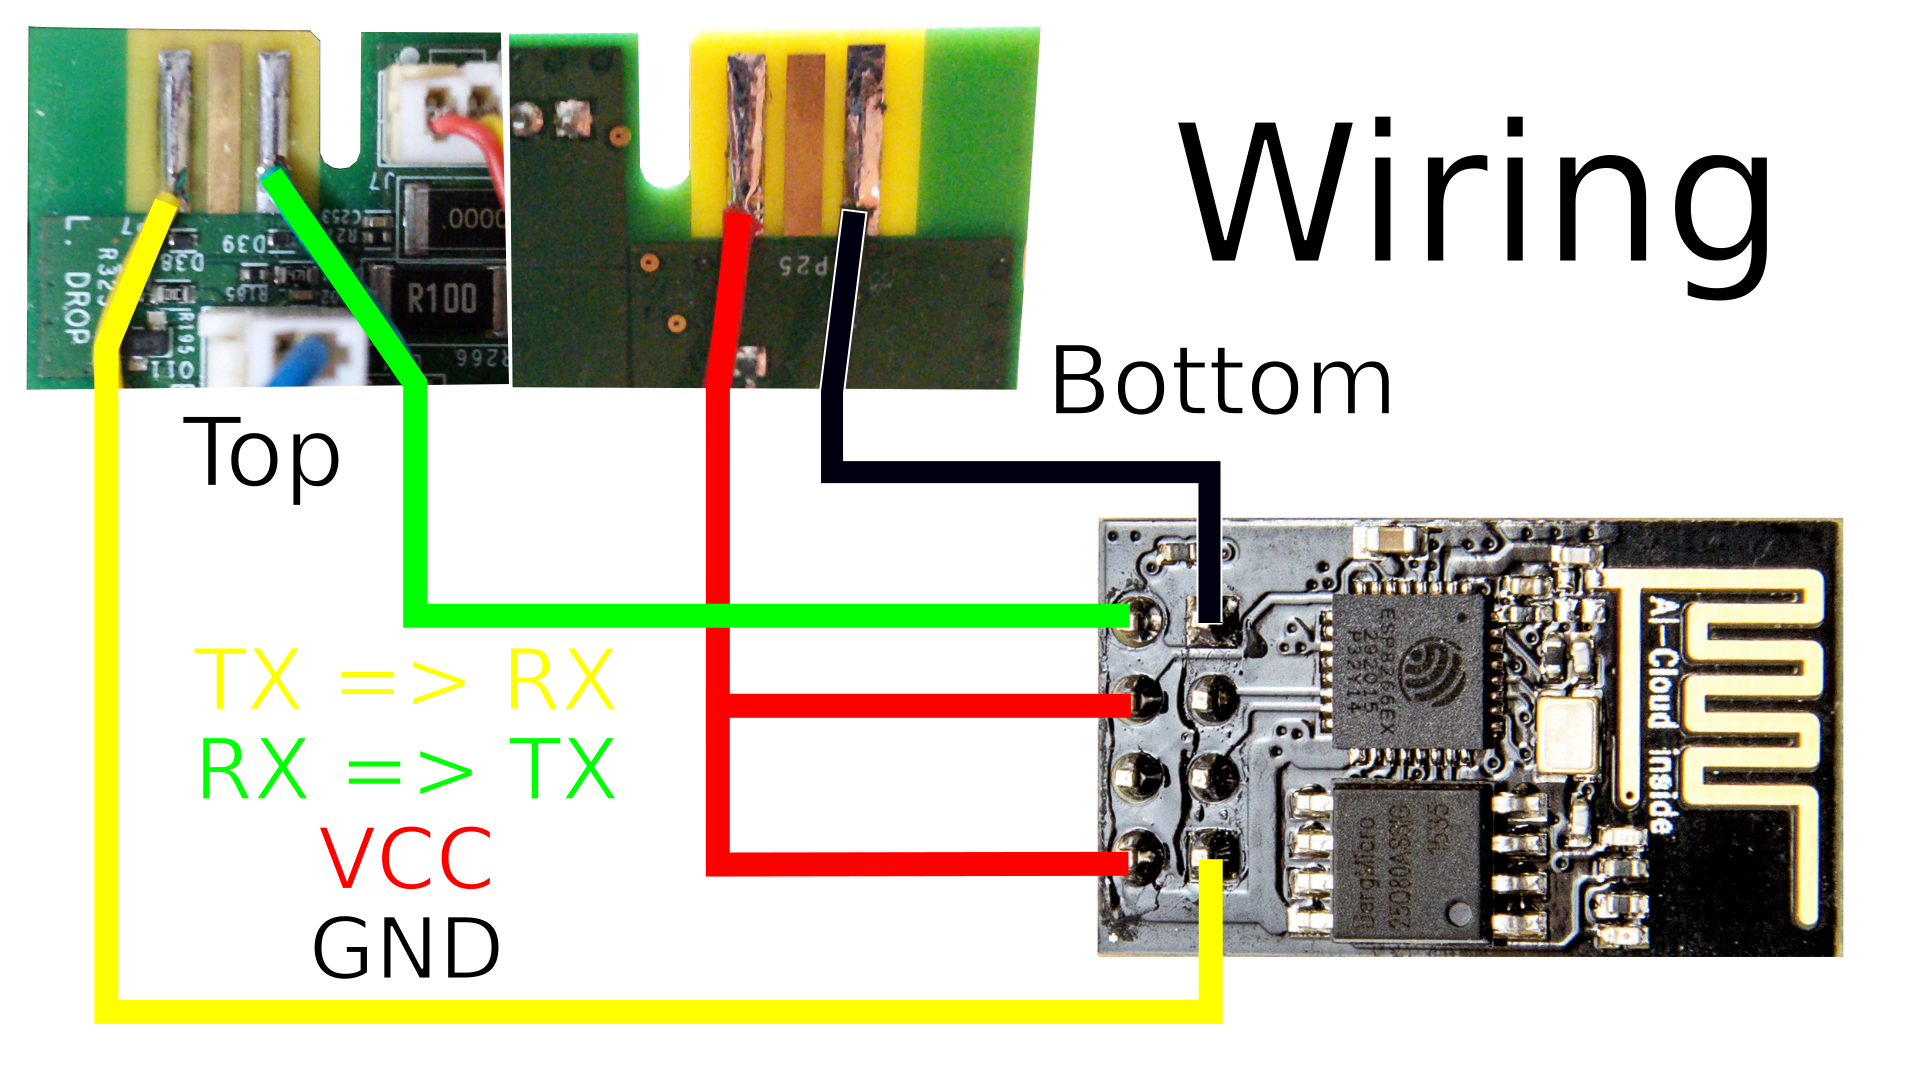 Wiring
Bottom
Top
TX => RX
RX => TX
VCC
GND
L. DROP
R325
D38
D39
R195
R185
C253
J7
.0000
R100
R266
P25
ESP8266EX
292015
P32Y14
AI-Cloud inside
1535